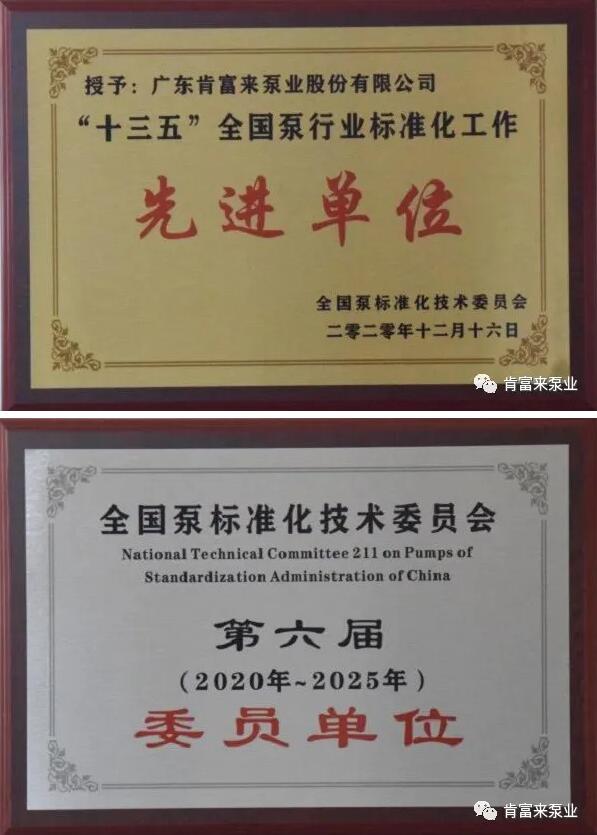 授予：广东肯富来泵业股份有限公司
“十三五”全国泵行业标准化工作
先进单位
全国泵标准化技术委员会
二零二零年十二月十六日
肯富来泵业
全国泵标准化技术委员会
National Technical Committee 211 on Pumps of
Standardization Administration of China
第六届
（2020年~2025年）
委员单位
肯富来泵业